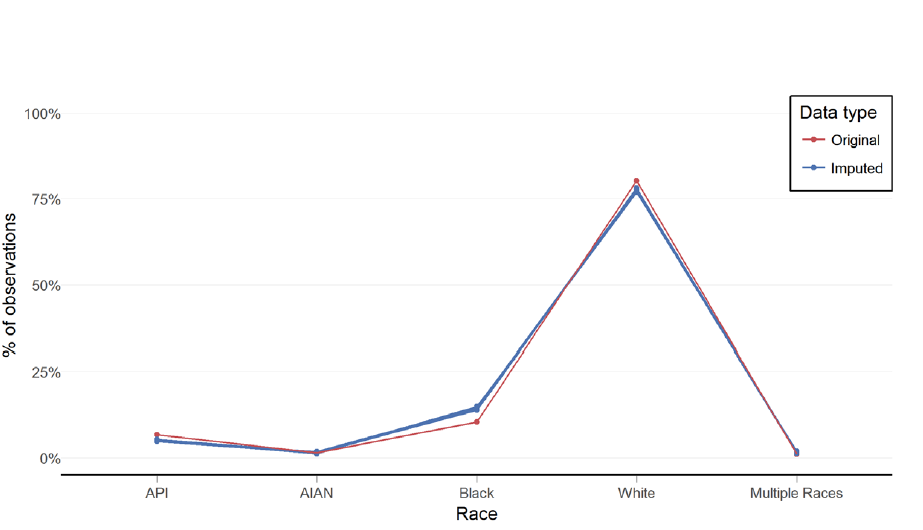 Data type
Original
Imputed
100%
75%
50%
25%
0%
% of observations
API
AIAN
Black
White
Multiple Races
Race